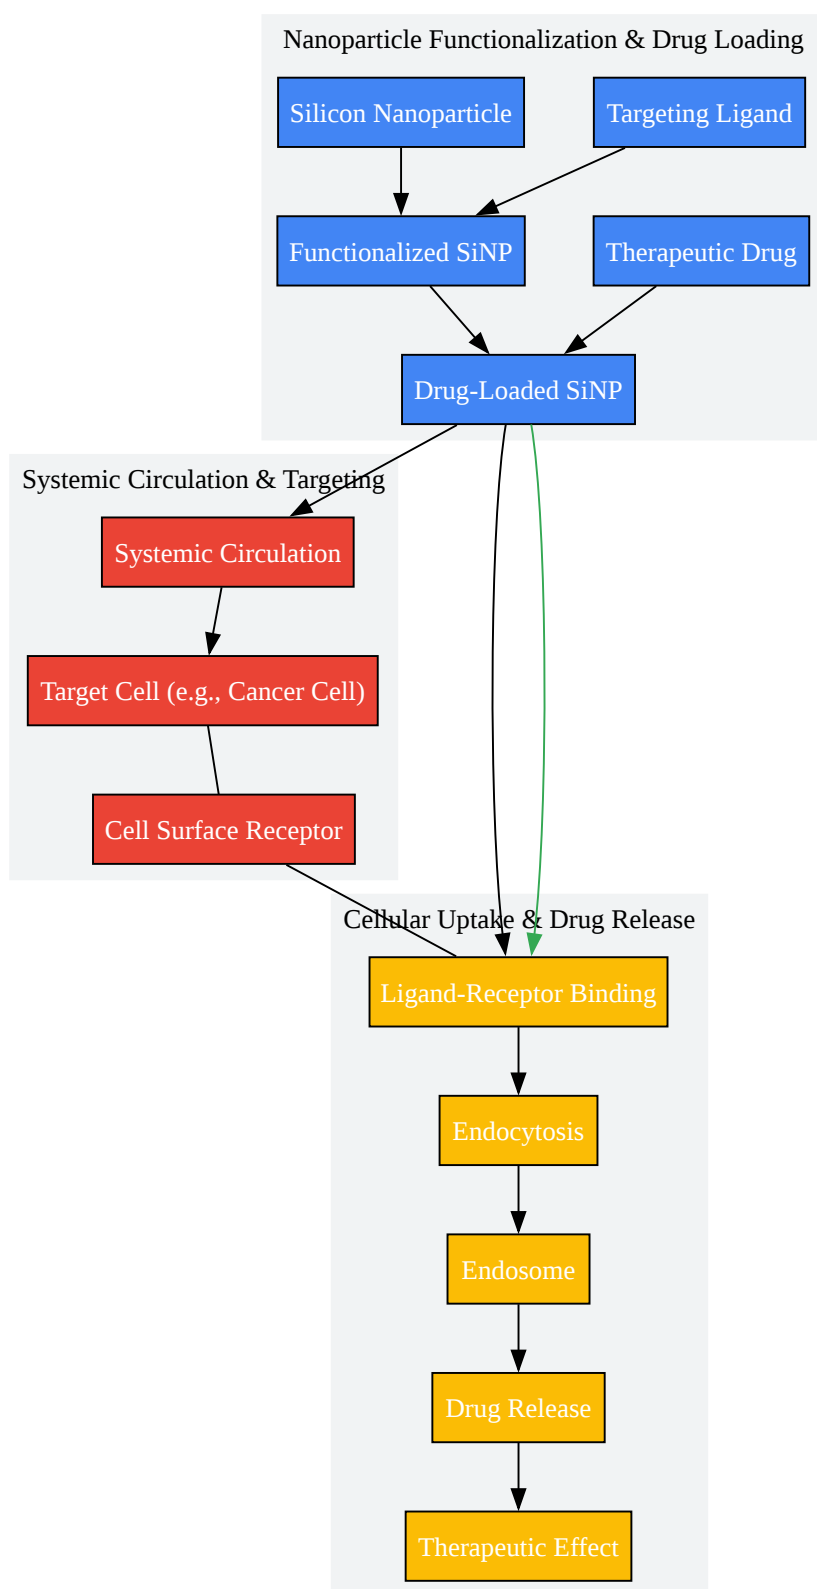 Nanoparticle Functionalization & Drug Loading
Silicon Nanoparticle
Targeting Ligand
Functionalized SiNP
Therapeutic Drug
Drug-Loaded SiNP
Systemic Circulation & Targeting
Systemic Circulation
Target Cell (e.g., Cancer Cell)
Cell Surface Receptor
Cellular Uptake & Drug Release
Ligand-Receptor Binding
Endocytosis
Endosome
Drug Release
Therapeutic Effect